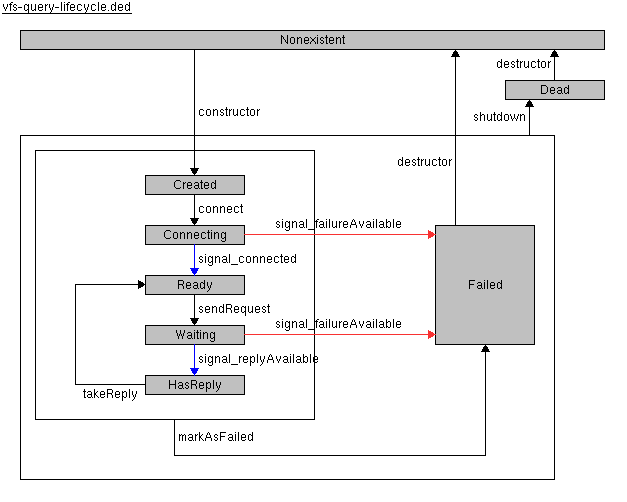 vfs-query-lifecycle.ded
Nonexistent
destructor
Dead
constructor
shutdown
destructor
Created
connect
signal_failureAvailable
Connecting
signal_connected
Ready
Failed
sendRequest
signal_failureAvailable
Waiting
signal_replyAvailable
HasReply
takeReply
markAsFailed